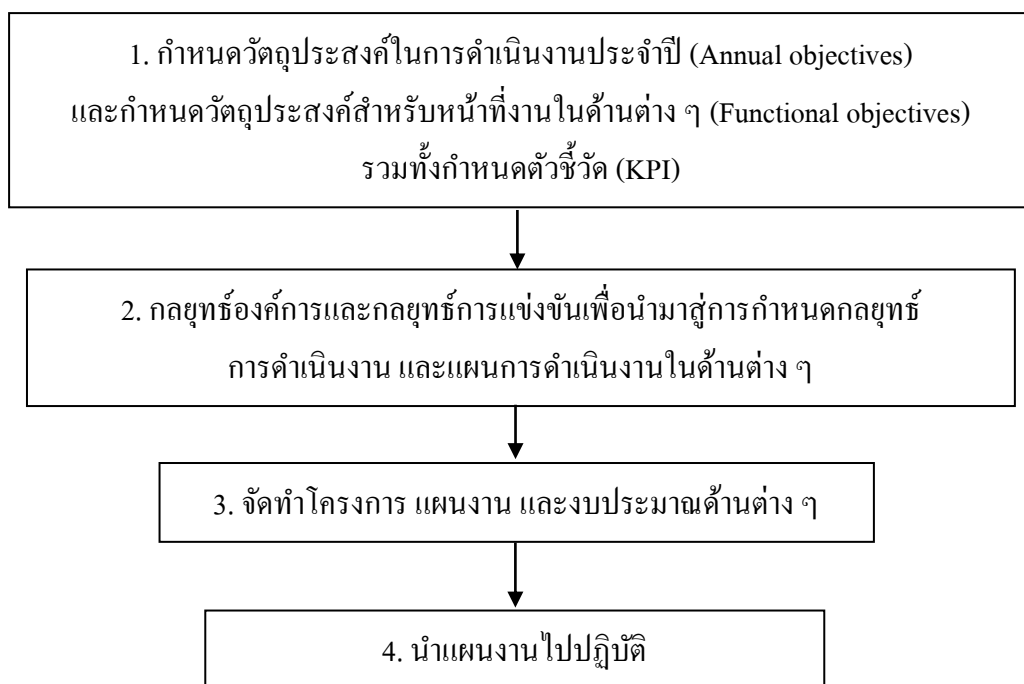 1. กำหนดวัตถุประสงค์ในการดำเนินงานประจำปี (Annual objectives)
และกำหนดวัตถุประสงค์สำหรับหน้าที่งานในด้านต่าง ๆ (Functional objectives)
รวมทั้งกำหนดตัวชี้วัด (KPI)
2. กลยุทธ์องค์การและกลยุทธ์การแข่งขันเพื่อนำมาสู่การกำหนดกลยุทธ์
การดำเนินงาน และแผนการดำเนินงานในด้านต่าง ๆ
3. จัดทำโครงการ แผนงาน และงบประมาณด้านต่าง ๆ
4. นำแผนงานไปปฏิบัติ